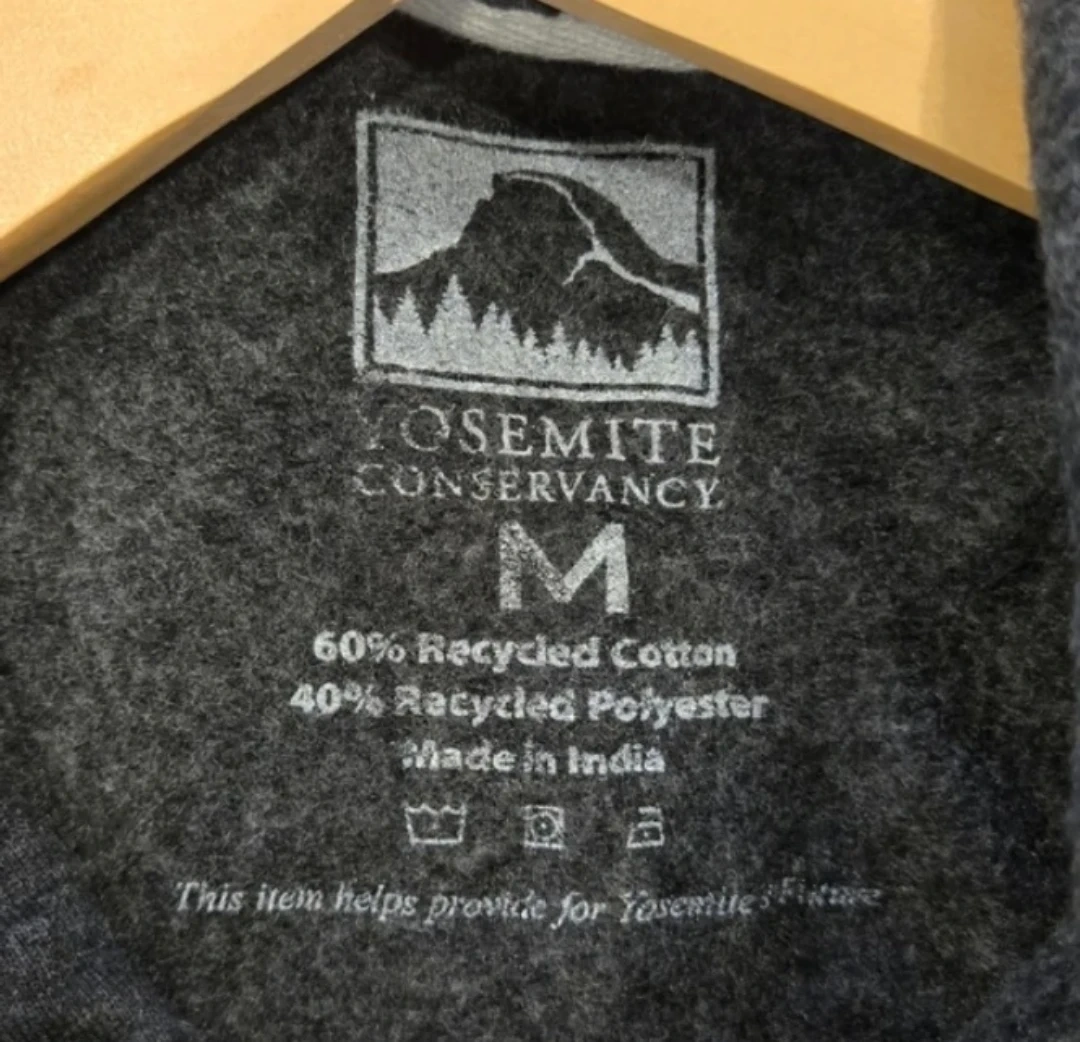 YOSEMITE
CONSERVANCY
M
60% Recycled Cotton
40% Recycled Polyester
Made in India
This item helps provide for Yosemite's Future